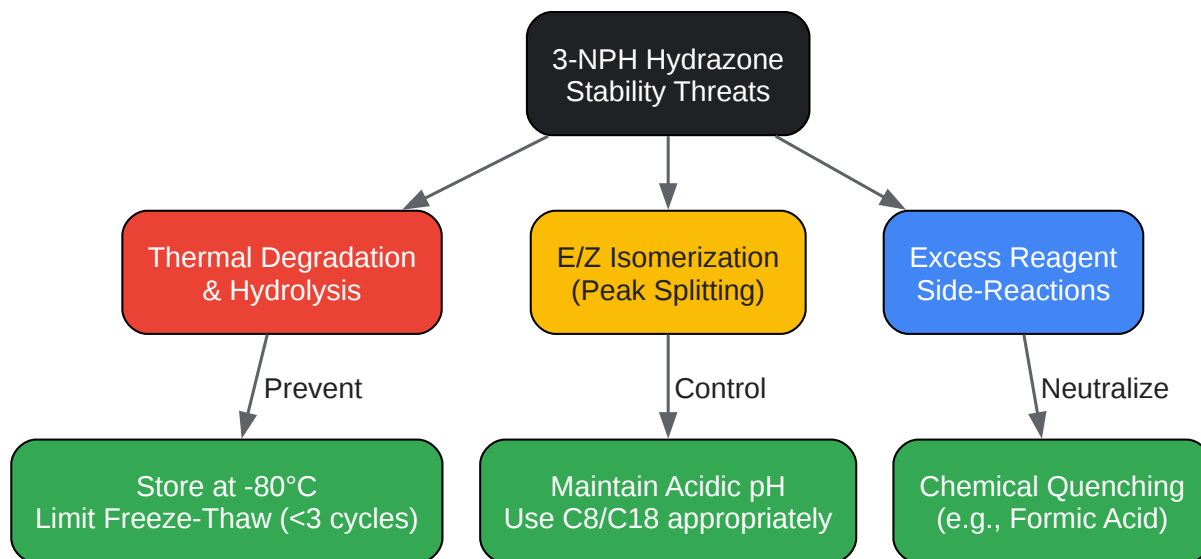 3-NPH Hydrazone
Stability Threats
Thermal Degradation
& Hydrolysis
E/Z Isomerization
(Peak Splitting)
Excess Reagent
Side-Reactions
Prevent
Control
Neutralize
Store at -80°C
Limit Freeze-Thaw (<3 cycles)
Maintain Acidic pH
Use C8/C18 appropriately
Chemical Quenching
(e.g., Formic Acid)